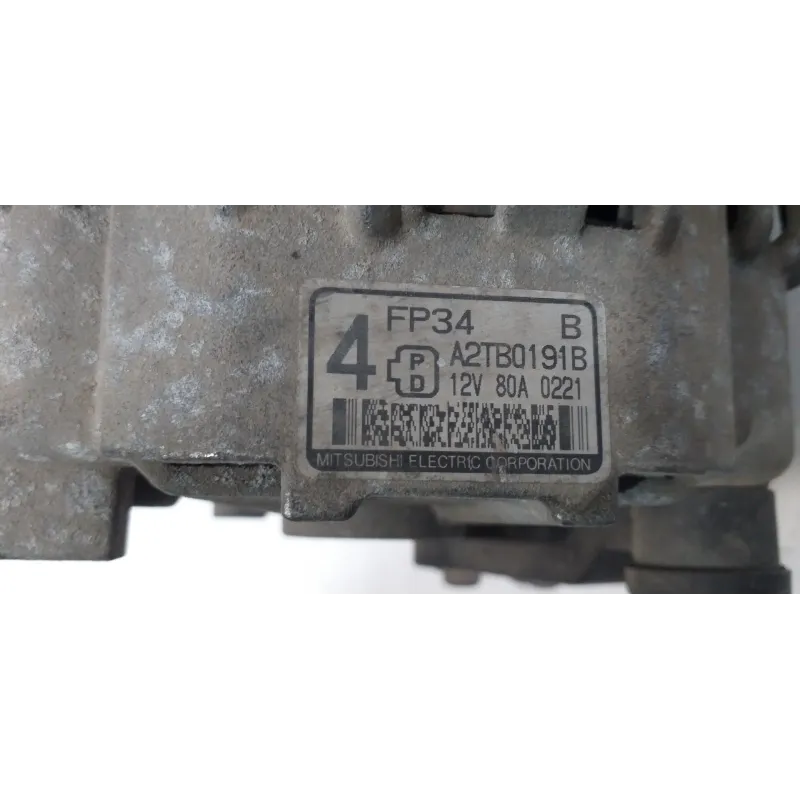 4 FP34 B
P A2TB0191B
D 12V 80A 0221
MITSUBISHI ELECTRIC CORPORATION